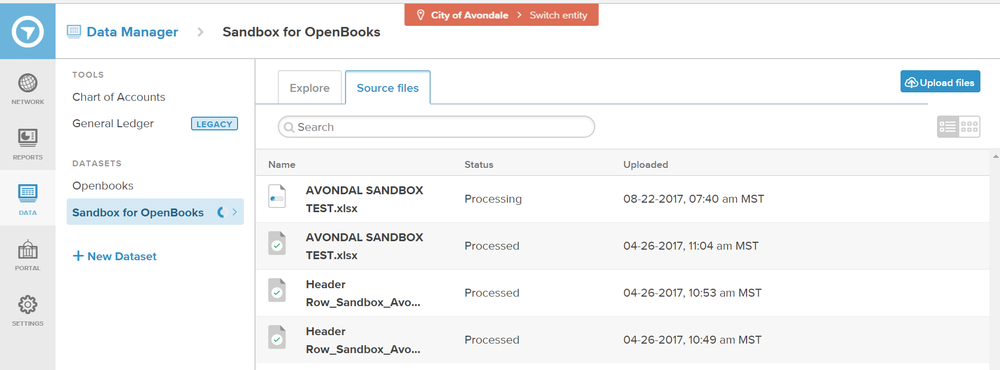 City of Avondale > Switch entity
Data Manager > Sandbox for OpenBooks
NETWORK
REPORTS
DATA
PORTAL
SETTINGS
TOOLS
Chart of Accounts
General Ledger LEGACY
DATASETS
Openbooks
Sandbox for OpenBooks >
+ New Dataset
Explore Source files Upload files
Search
Name Status Uploaded
AVONDAL SANDBOX
TEST.xlsx
Processing 08-22-2017, 07:40 am MST
AVONDAL SANDBOX
TEST.xlsx
Processed 04-26-2017, 11:04 am MST
Header
Row_Sandbox_Avo...
Processed 04-26-2017, 10:53 am MST
Header
Row_Sandbox_Avo...
Processed 04-26-2017, 10:49 am MST